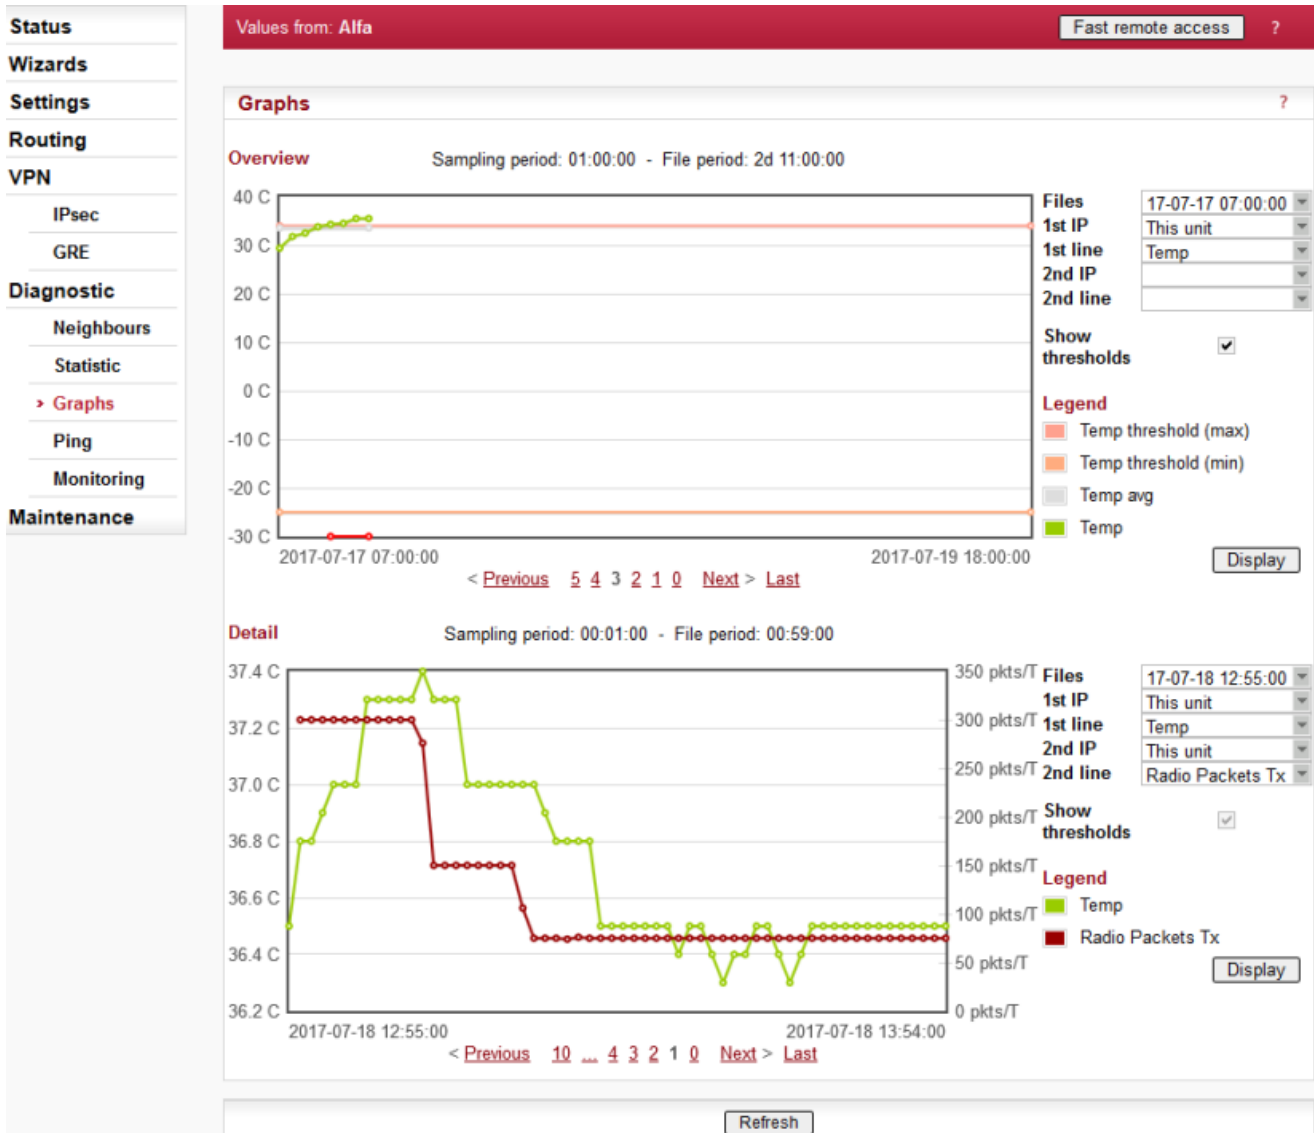 Status
Wizards
Settings
Routing
VPN
IPsec
GRE
Diagnostic
Neighbours
Statistic
> Graphs
Ping
Monitoring
Maintenance
Values from: Alfa
Fast remote access
?
Graphs
?
Overview
Sampling period: 01:00:00 - File period: 2d 11:00:00
40 C
30 C
20 C
10 C
0 C
-10 C
-20 C
-30 C
2017-07-17 07:00:00
2017-07-19 18:00:00
< Previous 5 4 3 2 1 0 Next > Last
Files 17-07-17 07:00:00
1st IP This unit
1st line Temp
2nd IP
2nd line
Show
thresholds
Legend
Temp threshold (max)
Temp threshold (min)
Temp avg
Temp
Display
Detail
Sampling period: 00:01:00 - File period: 00:59:00
37.4 C
37.2 C
37.0 C
36.8 C
36.6 C
36.4 C
36.2 C
350 pkts/T
300 pkts/T
250 pkts/T
200 pkts/T
150 pkts/T
100 pkts/T
50 pkts/T
0 pkts/T
2017-07-18 12:55:00
2017-07-18 13:54:00
< Previous 10 ... 4 3 2 1 0 Next > Last
Files 17-07-18 12:55:00
1st IP This unit
1st line Temp
2nd IP This unit
2nd line Radio Packets Tx
Show
thresholds
Legend
Temp
Radio Packets Tx
Display
Refresh